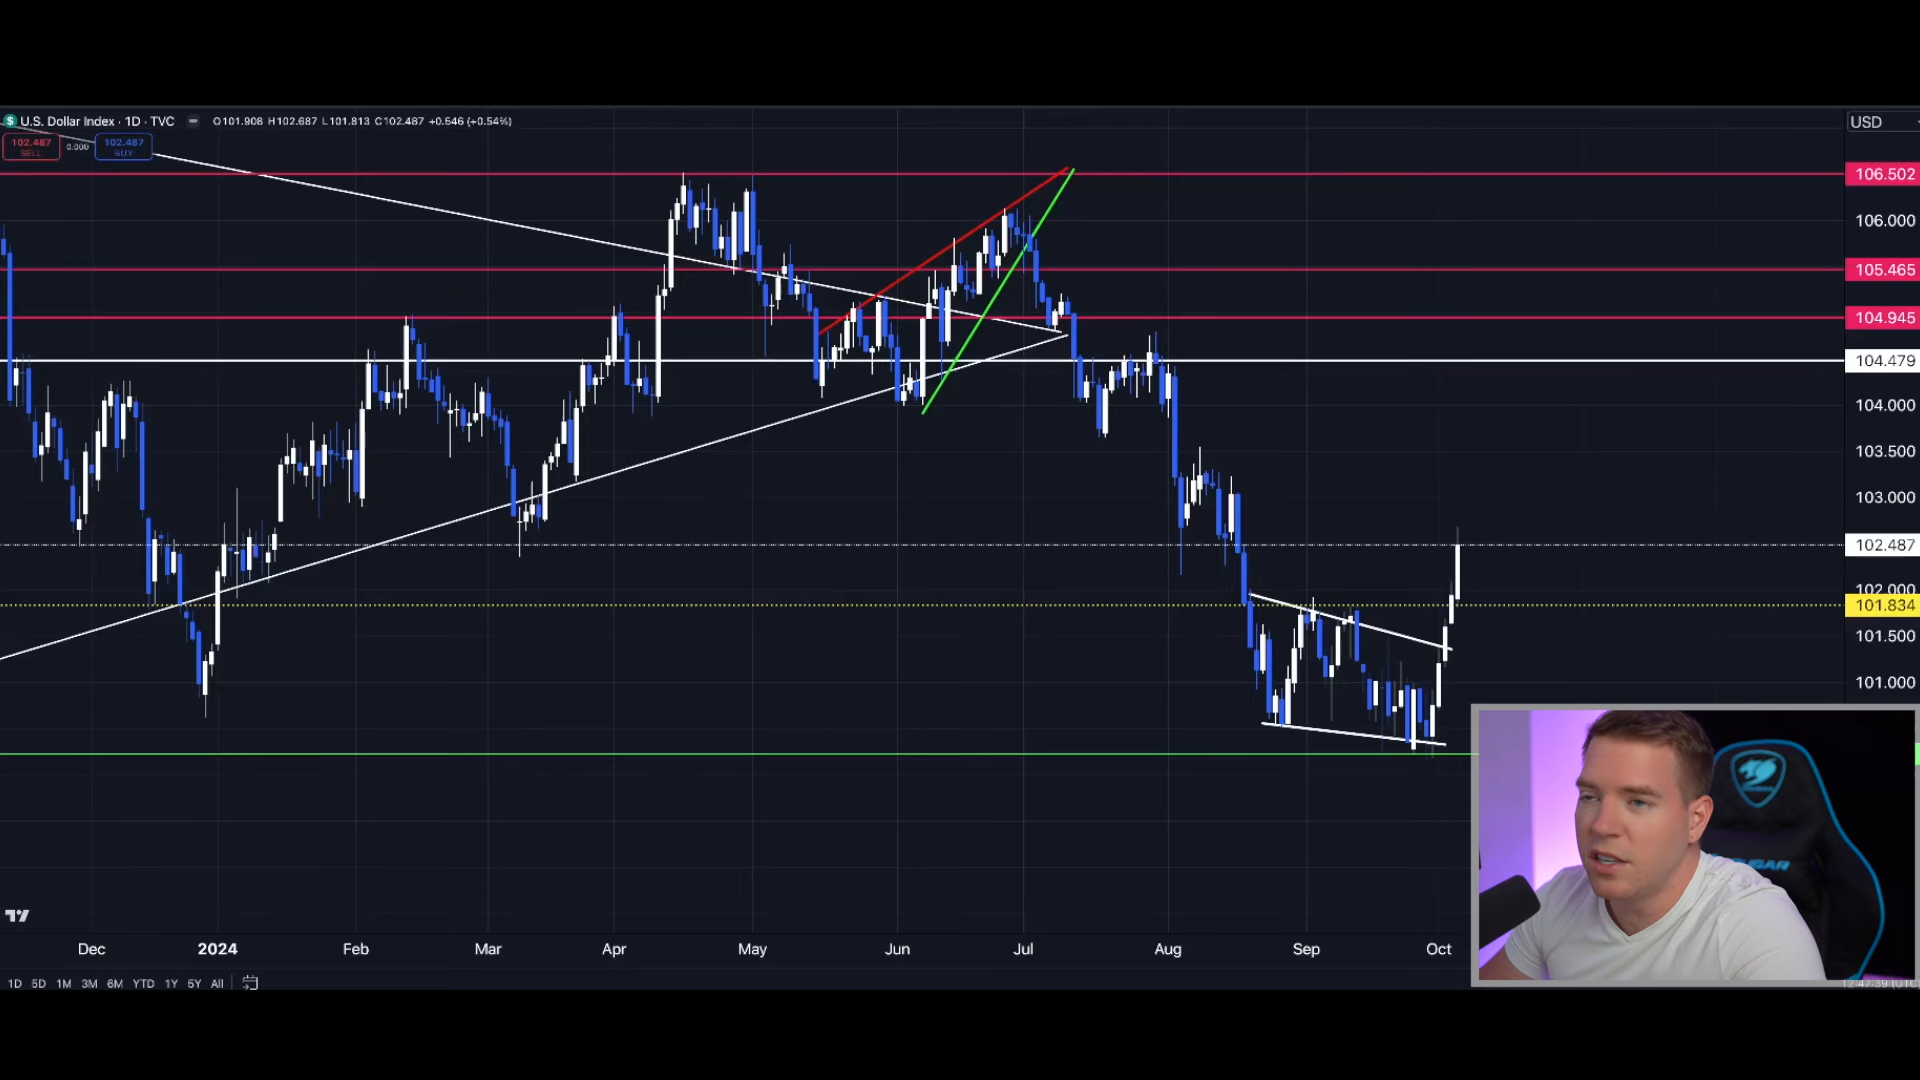 U.S. Dollar Index · 1D · TVC O101.908 H102.687 L101.813 C102.487 +0.546 (+0.54%)
USD
102.487 0.000 102.487
SELL BUY
106.502
106.000
105.465
104.945
104.479
104.000
103.500
103.000
102.487
102.000
101.834
101.500
101.000
Dec 2024 Feb Mar Apr May Jun Jul Aug Sep Oct
1D 5D 1M 3M 6M YTD 1Y 5Y All